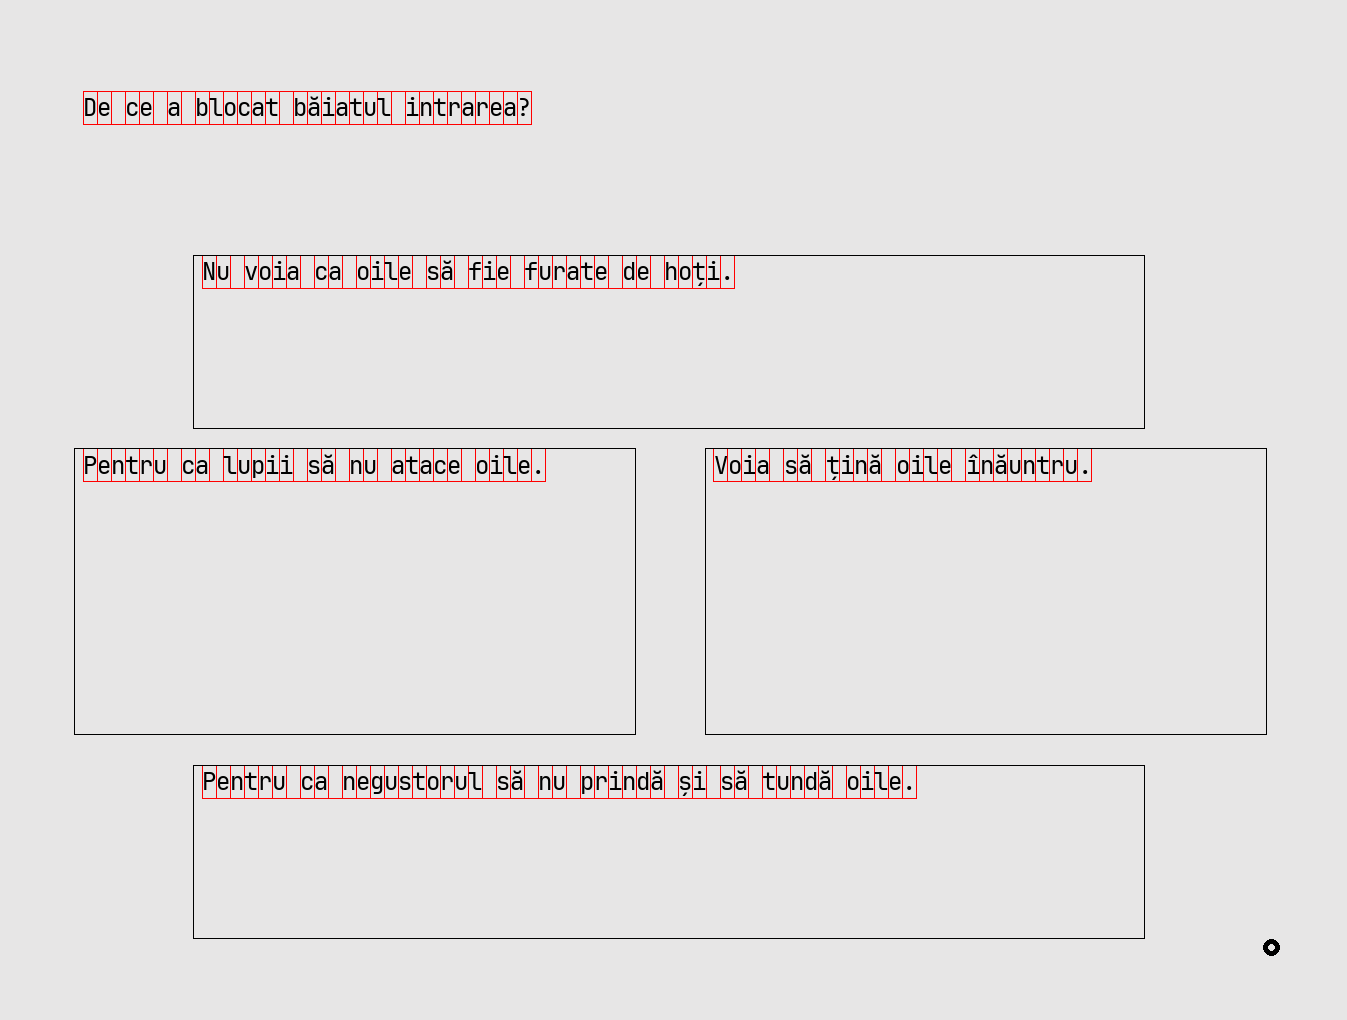 De ce a blocat băiatul intrarea?
Nu voia ca oile să fie furate de hoți.
Pentru ca lupii să nu atace oile.
Voia să țină oile înăuntru.
Pentru ca negustorul să nu prindă și să tundă oile.